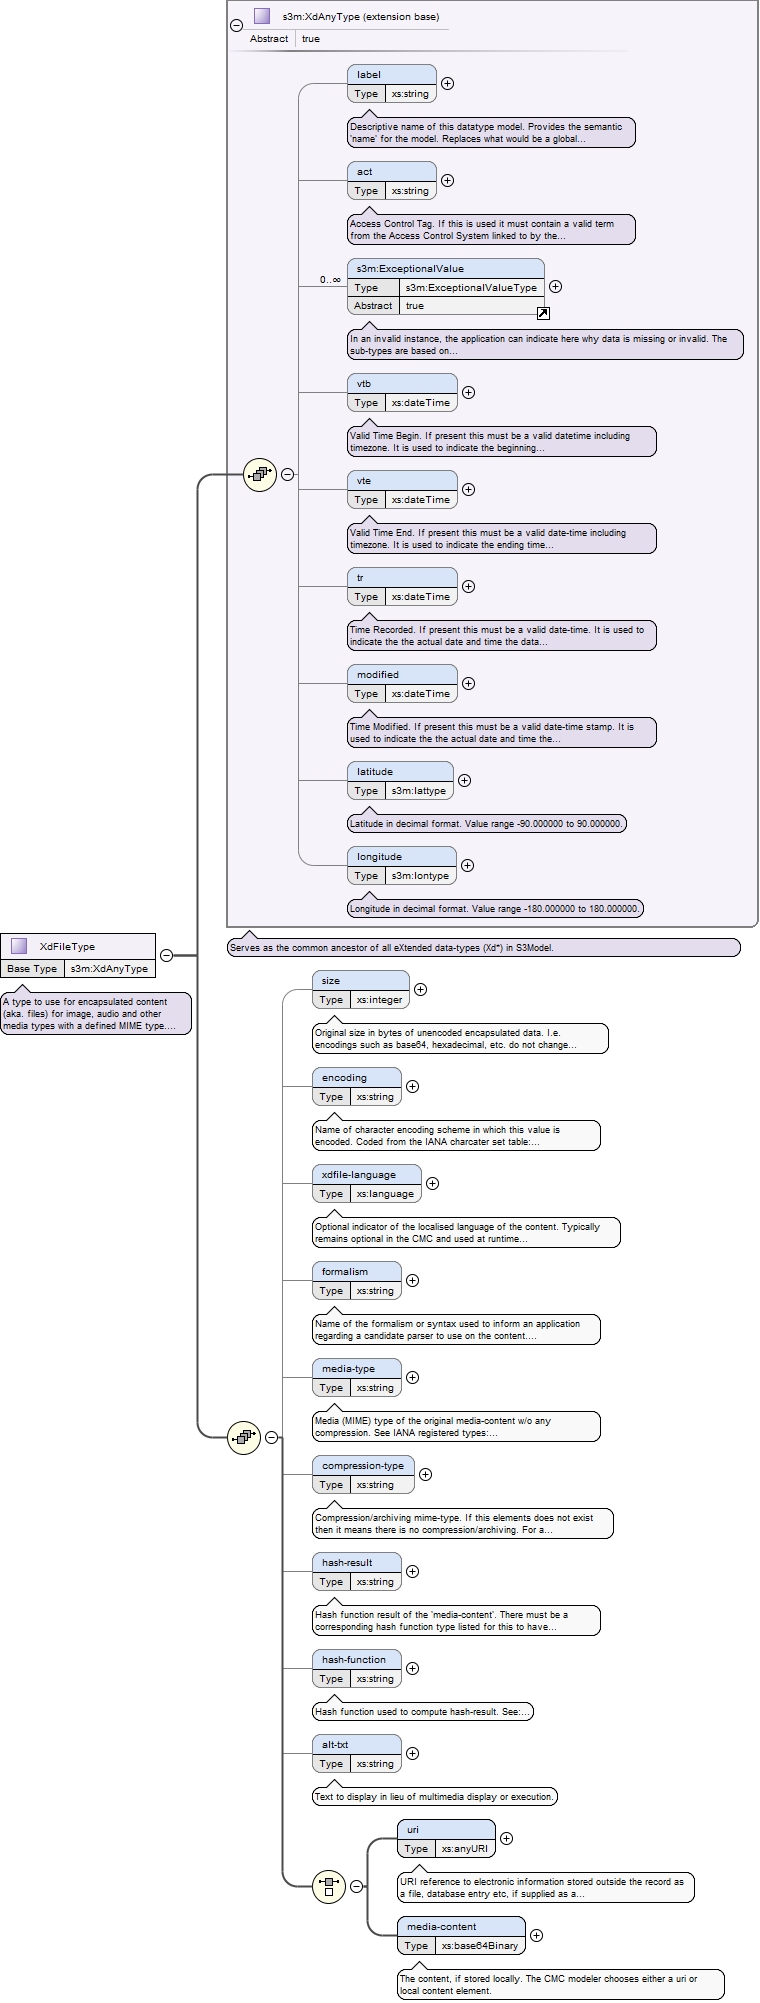 s3m:XdAnyType (extension base)
Abstract true
label
Type xs:string
Descriptive name of this datatype model. Provides the semantic
'name' for the model. Replaces what would be a global...
act
Type xs:string
Access Control Tag. If this is used it must contain a valid term
from the Access Control System linked to by the...
0..∞
s3m:ExceptionalValue
Type s3m:ExceptionalValueType
Abstract true
In an invalid instance, the application can indicate here why data is missing or invalid. The
sub-types are based on...
vtb
Type xs:dateTime
Valid Time Begin. If present this must be a valid datetime including
timezone. It is used to indicate the beginning...
vte
Type xs:dateTime
Valid Time End. If present this must be a valid date-time including
timezone. It is used to indicate the ending time...
tr
Type xs:dateTime
Time Recorded. If present this must be a valid date-time. It is used to
indicate the the actual date and time the data...
modified
Type xs:dateTime
Time Modified. If present this must be a valid date-time stamp. It is
used to indicate the the actual date and time the...
latitude
Type s3m:lattype
Latitude in decimal format. Value range -90.000000 to 90.000000.
longitude
Type s3m:lontype
Longitude in decimal format. Value range -180.000000 to 180.000000.
Serves as the common ancestor of all eXtended data-types (Xd*) in S3Model.
XdFileType
Base Type s3m:XdAnyType
A type to use for encapsulated content
(aka. files) for image, audio and other
media types with a defined MIME type....
size
Type xs:integer
Original size in bytes of unencoded encapsulated data. I.e.
encodings such as base64, hexadecimal, etc. do not change...
encoding
Type xs:string
Name of character encoding scheme in which this value is
encoded. Coded from the IANA charcater set table:...
xdfile-language
Type xs:language
Optional indicator of the localised language of the content. Typically
remains optional in the CMC and used at runtime...
formalism
Type xs:string
Name of the formalism or syntax used to inform an application
regarding a candidate parser to use on the content....
media-type
Type xs:string
Media (MIME) type of the original media-content w/o any
compression. See IANA registered types:...
compression-type
Type xs:string
Compression/archiving mime-type. If this elements does not exist
then it means there is no compression/archiving. For a...
hash-result
Type xs:string
Hash function result of the 'media-content'. There must be a
corresponding hash function type listed for this to have...
hash-function
Type xs:string
Hash function used to compute hash-result. See:...
alt-txt
Type xs:string
Text to display in lieu of multimedia display or execution.
uri
Type xs:anyURI
URI reference to electronic information stored outside the record as
a file, database entry etc, if supplied as a...
media-content
Type xs:base64Binary
The content, if stored locally. The CMC modeler chooses either a uri or
local content element.